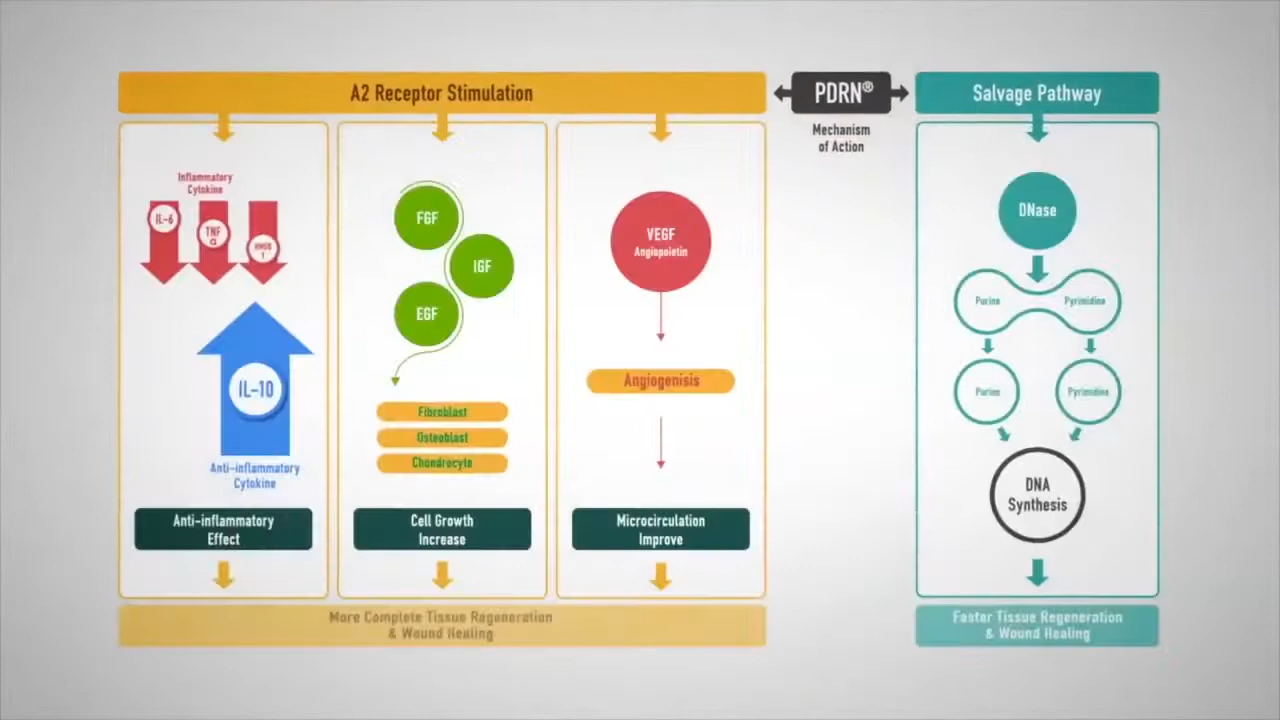 A2 Receptor Stimulation
PDRN®
Mechanism
of Action
Salvage Pathway
Inflammatory
Cytokine
IL-6
TNF
α
HMGB
1
IL-10
Anti-inflammatory
Cytokine
Anti-inflammatory
Effect
FGF
IGF
EGF
Fibroblast
Osteoblast
Chondrocyte
Cell Growth
Increase
VEGF
Angiopoietin
Angiogenisis
Microcirculation
Improve
More Complete Tissue Regeneration
& Wound Healing
DNase
Purine
Pyrimidine
Purine
Pyrimidine
DNA
Synthesis
Faster Tissue Regeneration
& Wound Healing